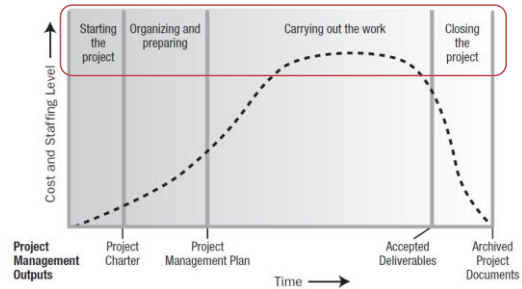 Starting
the
project
Organizing and
preparing
Carrying out the work
Closing
the
project
Cost and Staffing Level
Project
Management
Outputs
Project
Charter
Project
Management Plan
Accepted
Deliverables
Archived
Project
Documents
Time